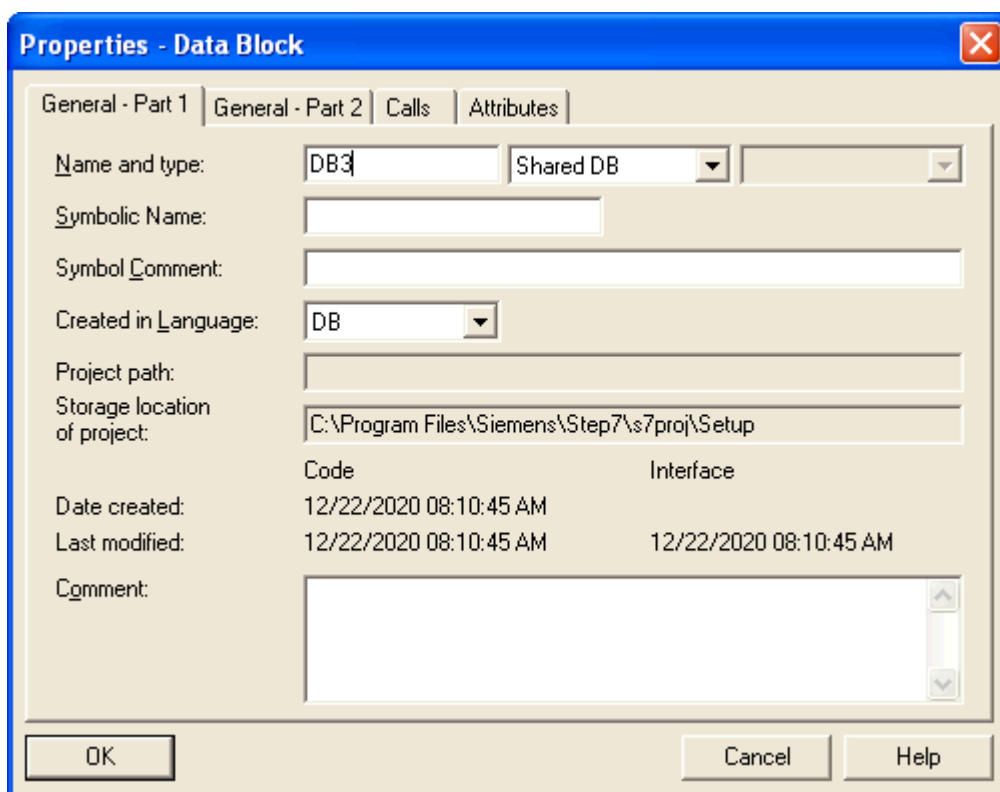 Properties - Data Block
General - Part 1 General - Part 2 Calls Attributes
Name and type: DB3 Shared DB
Symbolic Name:
Symbol Comment:
Created in Language: DB
Project path:
Storage location
of project: C:\Program Files\Siemens\Step7\s7proj\Setup
Code Interface
Date created: 12/22/2020 08:10:45 AM
Last modified: 12/22/2020 08:10:45 AM 12/22/2020 08:10:45 AM
Comment:
OK Cancel Help